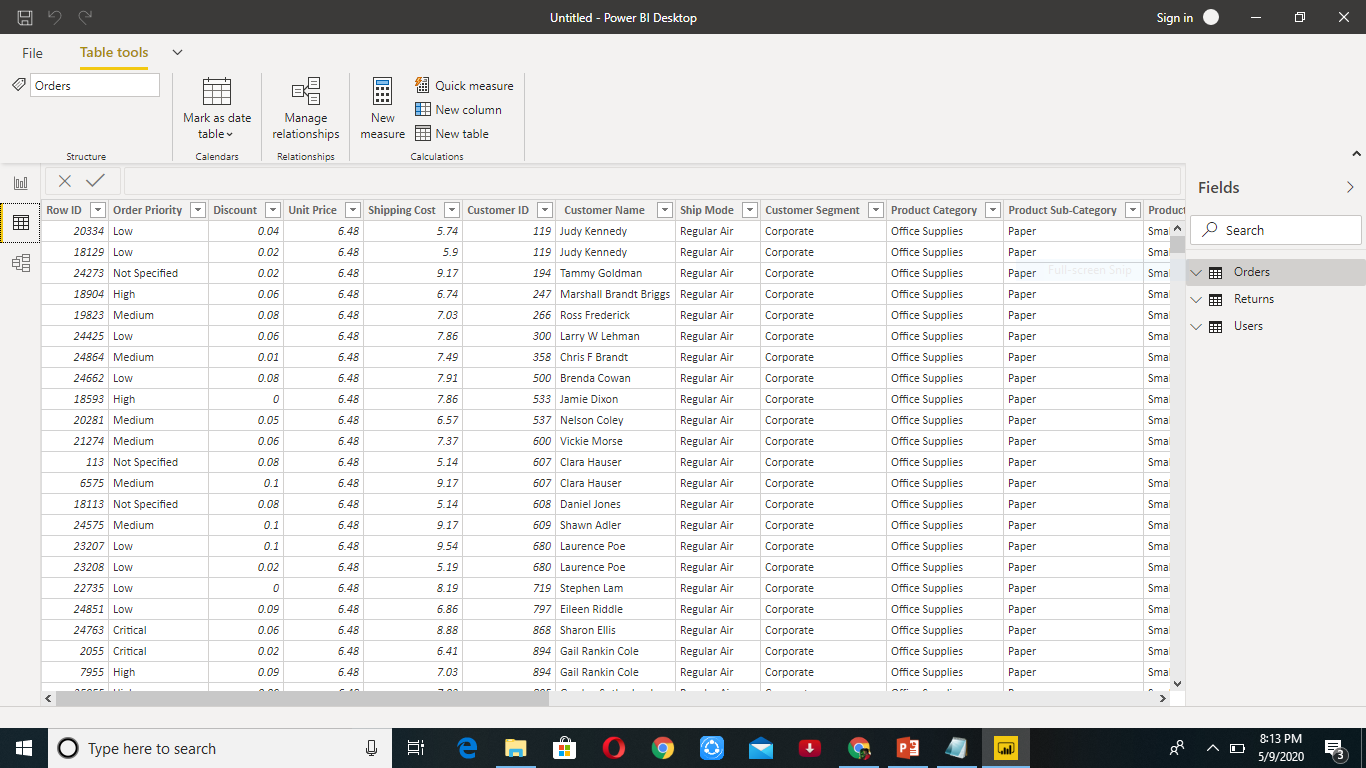 Untitled - Power BI Desktop
Sign in
File
Table tools
Orders
Mark as date
table
Manage
relationships
New
measure
Quick measure
New column
New table
Structure
Calendars
Relationships
Calculations
Row ID Order Priority Discount Unit Price Shipping Cost Customer ID Customer Name Ship Mode Customer Segment Product Category Product Sub-Category Product
20334 Low 0.04 6.48 5.74 119 Judy Kennedy Regular Air Corporate Office Supplies Paper Sma
18129 Low 0.02 6.48 5.9 119 Judy Kennedy Regular Air Corporate Office Supplies Paper Sma
24273 Not Specified 0.02 6.48 9.17 194 Tammy Goldman Regular Air Corporate Office Supplies Paper Sma
18904 High 0.06 6.48 6.74 247 Marshall Brandt Briggs Regular Air Corporate Office Supplies Paper Sma
19823 Medium 0.08 6.48 7.03 266 Ross Frederick Regular Air Corporate Office Supplies Paper Sma
24425 Low 0.06 6.48 7.86 300 Larry W Lehman Regular Air Corporate Office Supplies Paper Sma
24864 Medium 0.01 6.48 7.49 358 Chris F Brandt Regular Air Corporate Office Supplies Paper Sma
24662 Low 0.08 6.48 7.91 500 Brenda Cowan Regular Air Corporate Office Supplies Paper Sma
18593 High 0 6.48 7.86 533 Jamie Dixon Regular Air Corporate Office Supplies Paper Sma
20281 Medium 0.05 6.48 6.57 537 Nelson Coley Regular Air Corporate Office Supplies Paper Sma
21274 Medium 0.06 6.48 7.37 600 Vickie Morse Regular Air Corporate Office Supplies Paper Sma
113 Not Specified 0.08 6.48 5.14 607 Clara Hauser Regular Air Corporate Office Supplies Paper Sma
6575 Medium 0.1 6.48 9.17 607 Clara Hauser Regular Air Corporate Office Supplies Paper Sma
18113 Not Specified 0.08 6.48 5.14 608 Daniel Jones Regular Air Corporate Office Supplies Paper Sma
24575 Medium 0.1 6.48 9.17 609 Shawn Adler Regular Air Corporate Office Supplies Paper Sma
23207 Low 0.1 6.48 9.54 680 Laurence Poe Regular Air Corporate Office Supplies Paper Sma
23208 Low 0.02 6.48 5.19 680 Laurence Poe Regular Air Corporate Office Supplies Paper Sma
22735 Low 0 6.48 8.19 719 Stephen Lam Regular Air Corporate Office Supplies Paper Sma
24851 Low 0.09 6.48 6.86 797 Eileen Riddle Regular Air Corporate Office Supplies Paper Sma
24763 Critical 0.06 6.48 8.88 868 Sharon Ellis Regular Air Corporate Office Supplies Paper Sma
2055 Critical 0.02 6.48 6.41 894 Gail Rankin Cole Regular Air Corporate Office Supplies Paper Sma
7955 High 0.09 6.48 7.03 894 Gail Rankin Cole Regular Air Corporate Office Supplies Paper Sma
Full-screen Snip
Fields
Search
Orders
Returns
Users
Type here to search
8:13 PM
5/9/2020
3